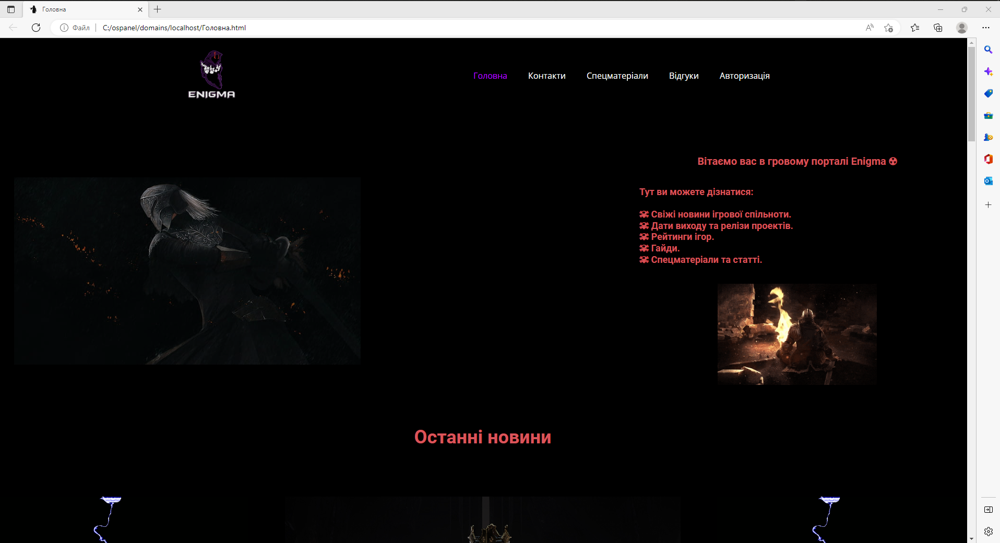 Головна
Файл
C:/ospanel/domains/localhost/Головна.html
ENIGMA
Головна Контакти Спецматеріали Відгуки Авторизація
Вітаємо вас в гровому порталі Enigma ☢
Тут ви можете дізнатися:
☠ Свіжі новини ігрової спільноти.
☠ Дати виходу та релізи проектів.
☠ Рейтинги ігор.
☠ Гайди.
☠ Спецматеріали та статті.
Останні новини